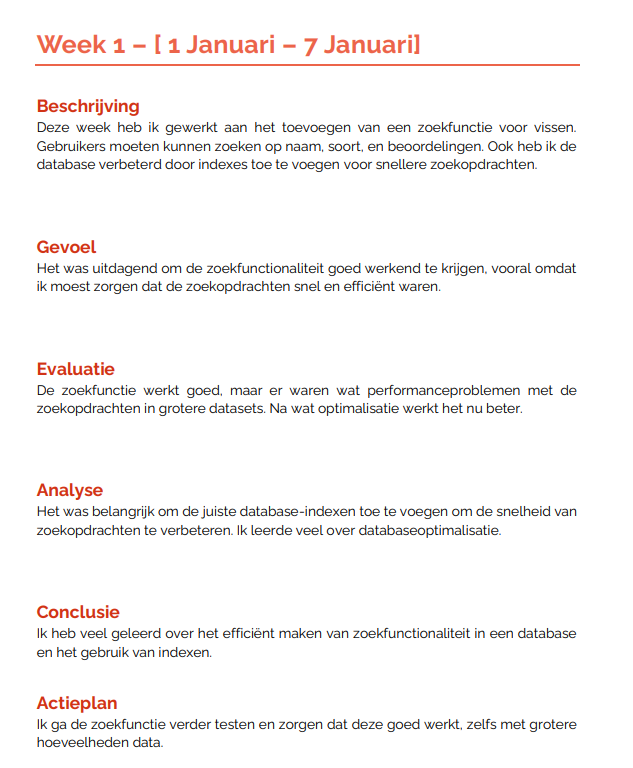 Week 1 – [ 1 Januari – 7 Januari]
Beschrijving
Deze week heb ik gewerkt aan het toevoegen van een zoekfunctie voor vissen.
Gebruikers moeten kunnen zoeken op naam, soort, en beoordelingen. Ook heb ik de
database verbeterd door indexes toe te voegen voor snellere zoekopdrachten.
Gevoel
Het was uitdagend om de zoekfunctionaliteit goed werkend te krijgen, vooral omdat
ik moest zorgen dat de zoekopdrachten snel en efficiënt waren.
Evaluatie
De zoekfunctie werkt goed, maar er waren wat performanceproblemen met de
zoekopdrachten in grotere datasets. Na wat optimalisatie werkt het nu beter.
Analyse
Het was belangrijk om de juiste database-indexen toe te voegen om de snelheid van
zoekopdrachten te verbeteren. Ik leerde veel over databaseoptimalisatie.
Conclusie
Ik heb veel geleerd over het efficiënt maken van zoekfunctionaliteit in een database
en het gebruik van indexen.
Actieplan
Ik ga de zoekfunctie verder testen en zorgen dat deze goed werkt, zelfs met grotere
hoeveelheden data.